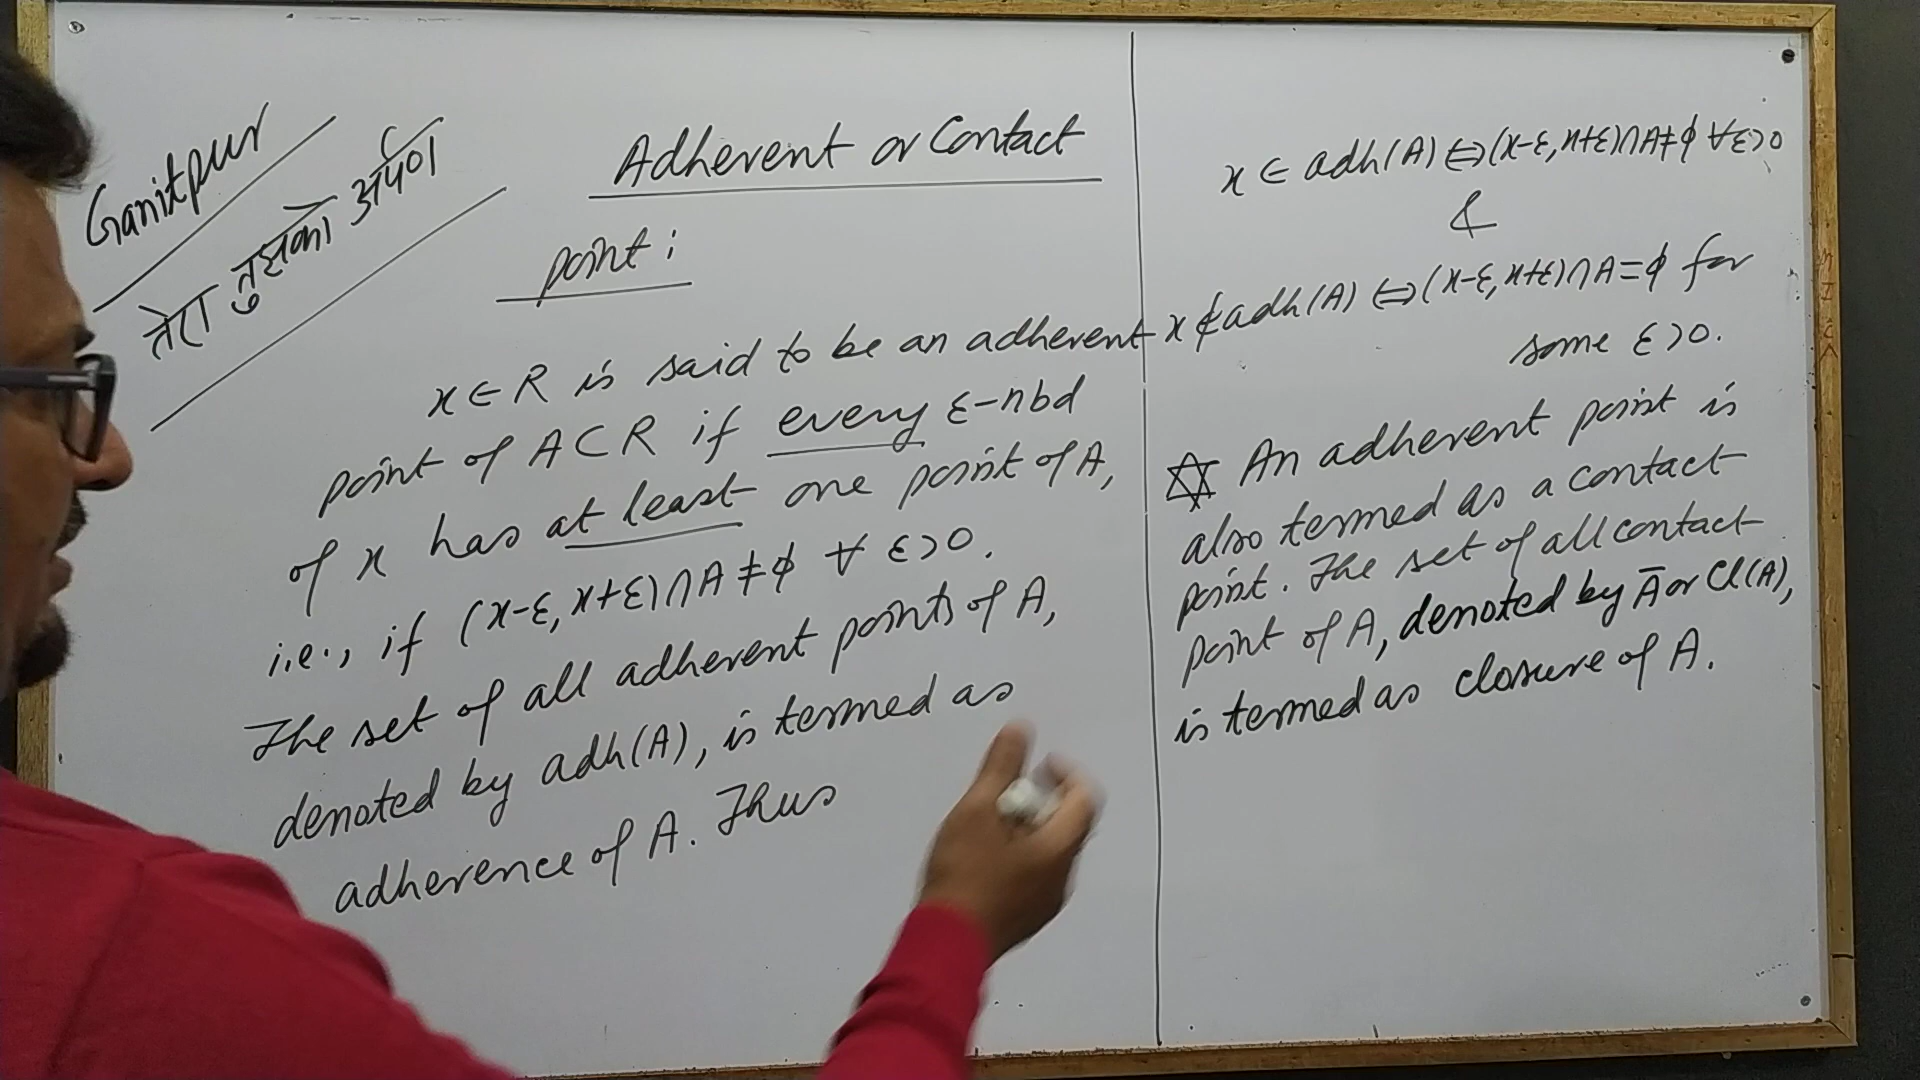 Ganitpur
तेरा तुझको अर्पण
Adherent or Contact
point :
x ∈ R is said to be an adherent
point of A ⊂ R if every ε-nbd
of x has at least one point of A,
i.e., if (x-ε, x+ε) ∩ A ≠ ϕ ∀ ε > 0.
The set of all adherent points of A,
denoted by adh(A), is termed as
adherence of A. Thus
x ∈ adh(A) ⇔ (x-ε, x+ε) ∩ A ≠ ϕ ∀ ε > 0
&
x ∉ adh(A) ⇔ (x-ε, x+ε) ∩ A = ϕ for
some ε > 0.
✡ An adherent point is
also termed as a contact
point. The set of all contact
point of A, denoted by Ā or Cl(A),
is termed as closure of A.